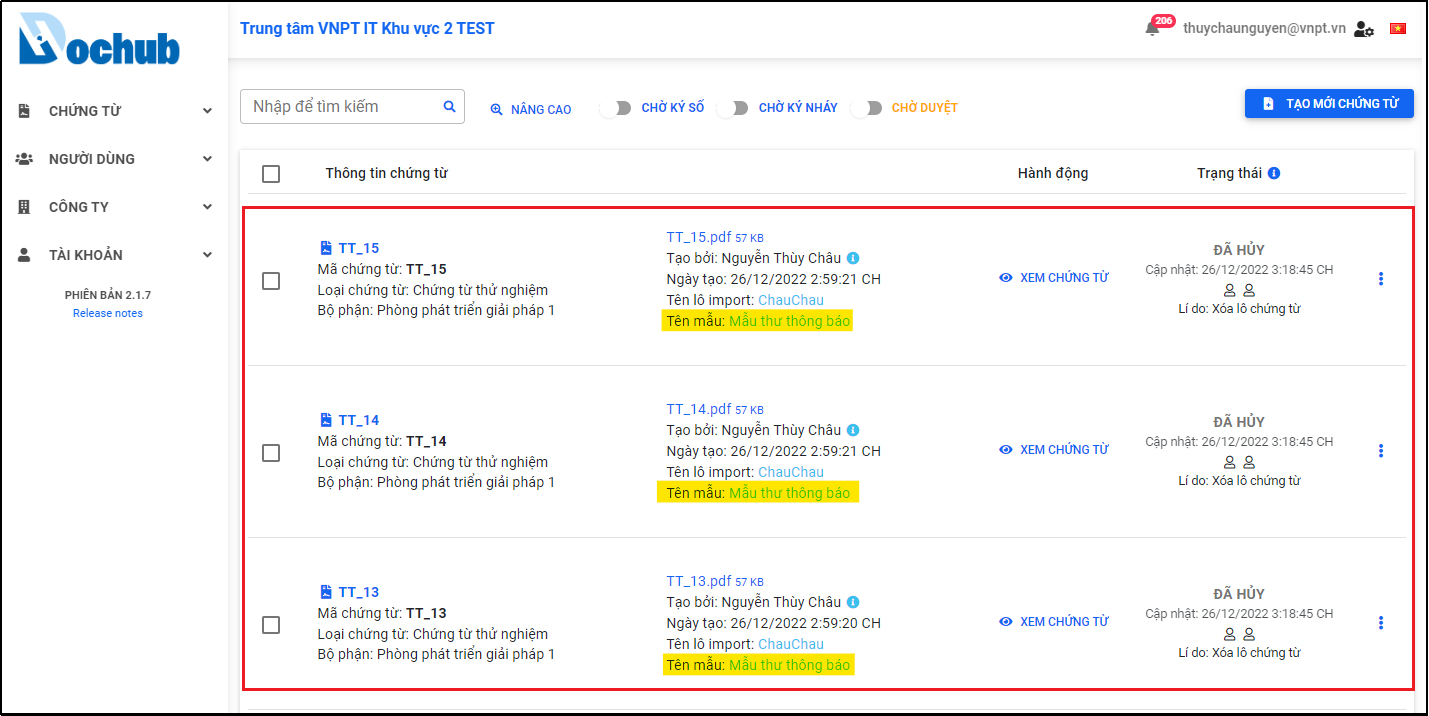 Dochub
Trung tâm VNPT IT Khu vực 2 TEST
206
thuychaunguyen@vnpt.vn
CHỨNG TỪ
NGƯỜI DÙNG
CÔNG TY
TÀI KHOẢN
PHIÊN BẢN 2.1.7
Release notes
Nhập để tìm kiếm
NÂNG CAO
CHỜ KÝ SỐ
CHỜ KÝ NHÁY
CHỜ DUYỆT
TẠO MỚI CHỨNG TỪ
Thông tin chứng từ
Hành động
Trạng thái
TT_15
Mã chứng từ: TT_15
Loại chứng từ: Chứng từ thử nghiệm
Bộ phận: Phòng phát triển giải pháp 1
TT_15.pdf 57 KB
Tạo bởi: Nguyễn Thùy Châu
Ngày tạo: 26/12/2022 2:59:21 CH
Tên lô import: ChauChau
Tên mẫu: Mẫu thư thông báo
XEM CHỨNG TỪ
ĐÃ HỦY
Cập nhật: 26/12/2022 3:18:45 CH
Lí do: Xóa lô chứng từ
TT_14
Mã chứng từ: TT_14
Loại chứng từ: Chứng từ thử nghiệm
Bộ phận: Phòng phát triển giải pháp 1
TT_14.pdf 57 KB
Tạo bởi: Nguyễn Thùy Châu
Ngày tạo: 26/12/2022 2:59:21 CH
Tên lô import: ChauChau
Tên mẫu: Mẫu thư thông báo
XEM CHỨNG TỪ
ĐÃ HỦY
Cập nhật: 26/12/2022 3:18:45 CH
Lí do: Xóa lô chứng từ
TT_13
Mã chứng từ: TT_13
Loại chứng từ: Chứng từ thử nghiệm
Bộ phận: Phòng phát triển giải pháp 1
TT_13.pdf 57 KB
Tạo bởi: Nguyễn Thùy Châu
Ngày tạo: 26/12/2022 2:59:20 CH
Tên lô import: ChauChau
Tên mẫu: Mẫu thư thông báo
XEM CHỨNG TỪ
ĐÃ HỦY
Cập nhật: 26/12/2022 3:18:45 CH
Lí do: Xóa lô chứng từ